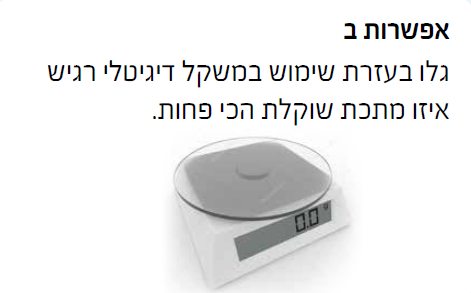 אפשרות ב
גלו בעזרת שימוש במשקל דיגיטלי רגיש
איזו מתכת שוקלת הכי פחות.
0.0 g